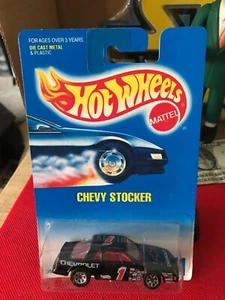 FOR AGES OVER 3 YEARS.
DIE CAST METAL
& PLASTIC
Hot Wheels
MATTEL
CHEVY STOCKER
CHEVROLET
1